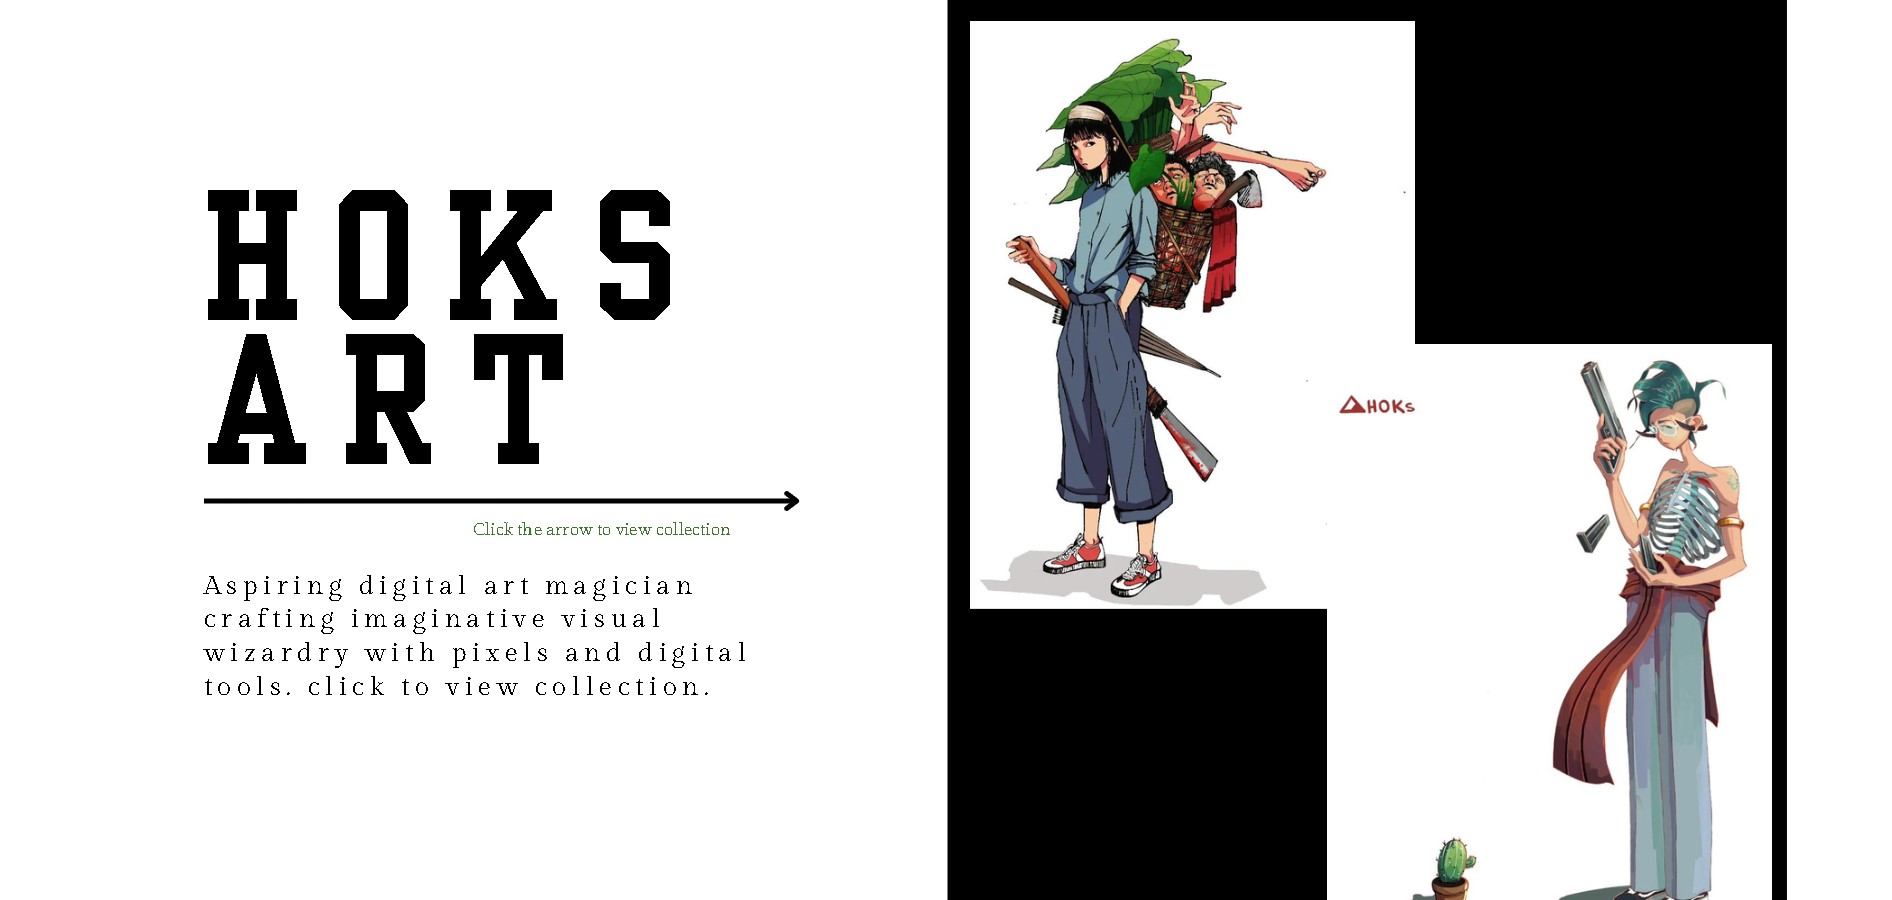 HOKS
ART
Click the arrow to view collection
Aspiring digital art magician
crafting imaginative visual
wizardry with pixels and digital
tools. click to view collection.
HOKs